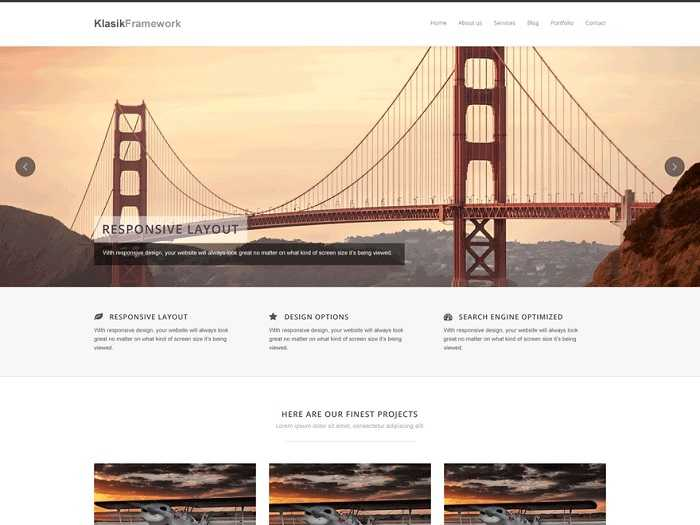 KlasikFramework
Home About us Services Blog Portfolio Contact
RESPONSIVE LAYOUT
With responsive design, your website will always look great no matter on what kind of screen size it's being viewed.
RESPONSIVE LAYOUT
With responsive design, your website will always look
great no matter on what kind of screen size it's being
viewed.
DESIGN OPTIONS
With responsive design, your website will always look
great no matter on what kind of screen size it's being
viewed.
SEARCH ENGINE OPTIMIZED
With responsive design, your website will always look
great no matter on what kind of screen size it's being
viewed.
HERE ARE OUR FINEST PROJECTS
Lorem ipsum dolor sit amet, consectetur adipiscing elit